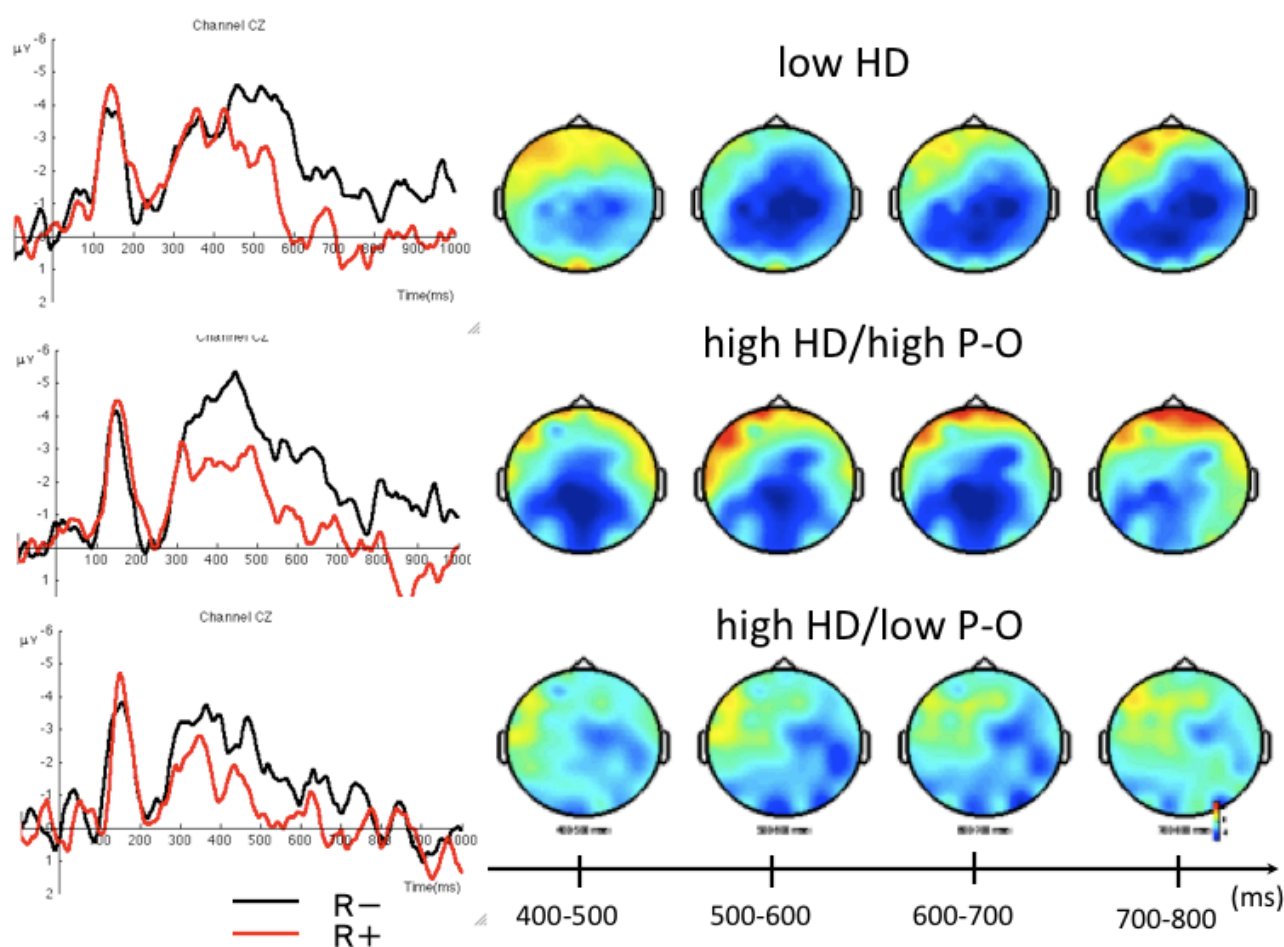 Channel CZ
μV
-6
-5
-4
-3
-2
-1
1
2
100 200 300 400 500 600 700 800 900 1000
Time(ms)
low HD
Channel CZ
μV
-6
-5
-4
-3
-2
-1
1
100 200 300 400 500 600 700 800 900
high HD/high P-O
Channel CZ
μV
-6
-5
-4
-3
-2
-1
1
2
100 200 300 400 500 600 700 800 900 1000
Time(ms)
high HD/low P-O
R−
R+
400-500 500-600 600-700 700-800 (ms)